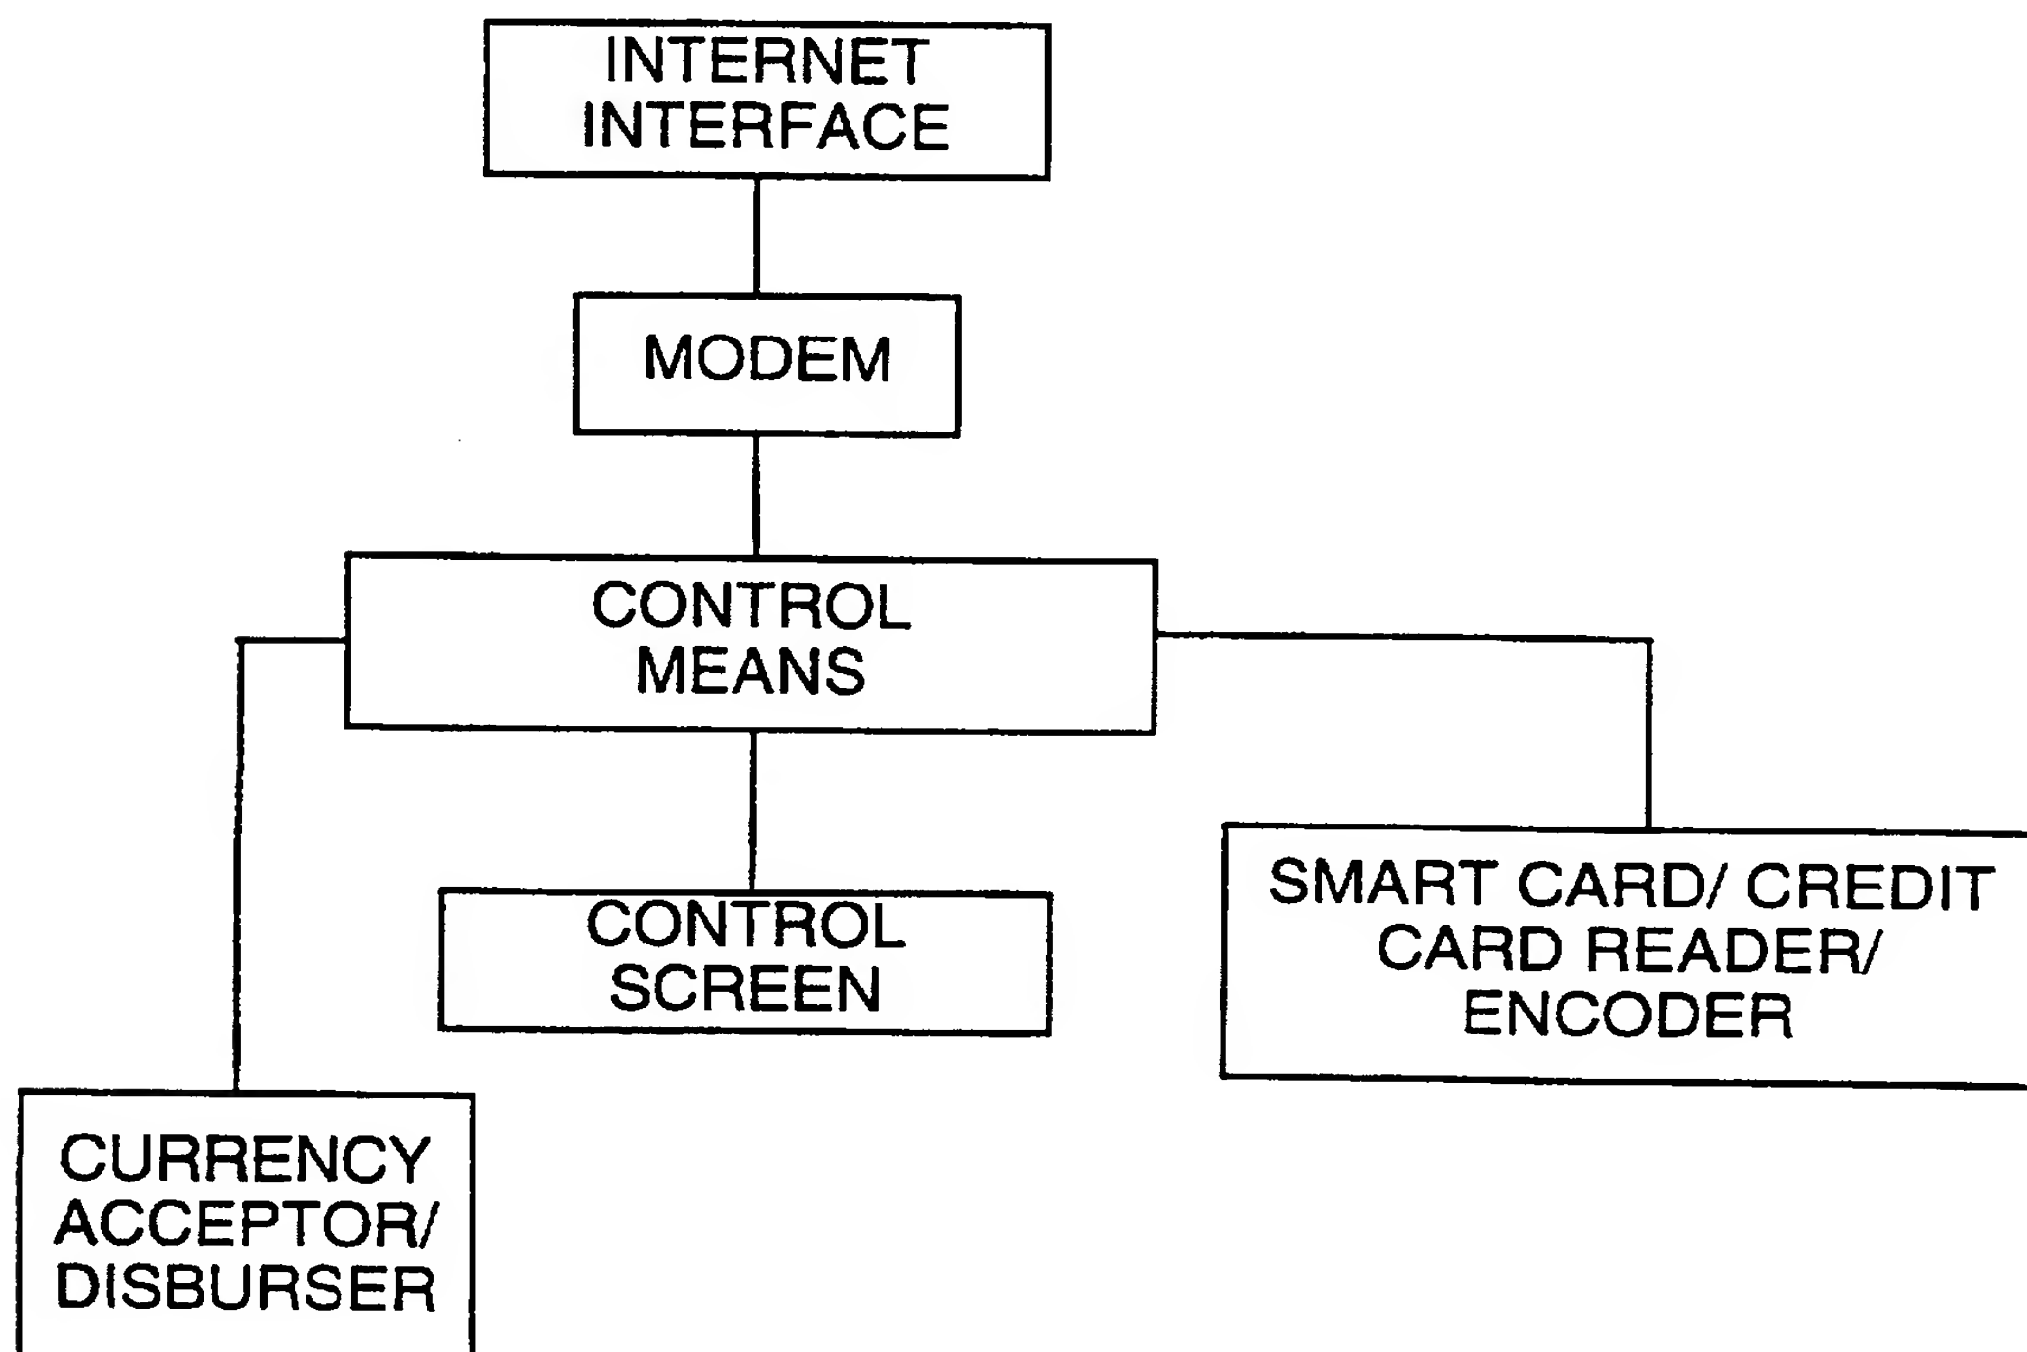 INTERNET
INTERFACE
MODEM
CONTROL
MEANS
CONTROL
SCREEN
SMART CARD/ CREDIT
CARD READER/
ENCODER
CURRENCY
ACCEPTOR/
DISBURSER